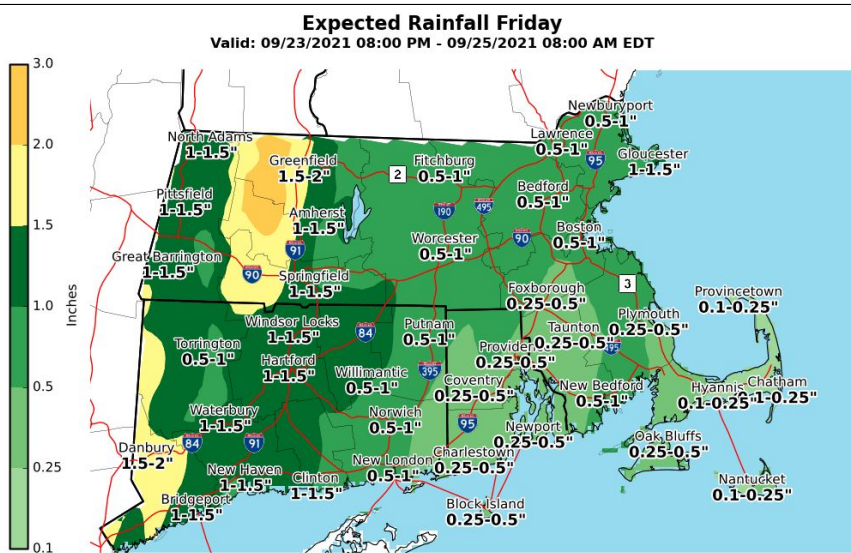 Expected Rainfall Friday
Valid: 09/23/2021 08:00 PM - 09/25/2021 08:00 AM EDT
3.0
2.0
1.5
1.0
0.5
0.25
0.1
Inches
Newburyport
0.5-1"
North Adams
1-1.5"
Lawrence
0.5-1"
95
Gloucester
1-1.5"
Greenfield
1.5-2"
2
Fitchburg
0.5-1"
Pittsfield
1-1.5"
Bedford
0.5-1"
Amherst
1-1.5"
190
495
Boston
0.5-1"
Worcester
0.5-1"
90
91
Great Barrington
1-1.5"
90
Springfield
1-1.5"
Foxborough
0.25-0.5"
3
Provincetown
0.1-0.25"
Windsor Locks
1-1.5"
84
Putnam
0.5-1"
Plymouth
0.25-0.5"
Taunton
0.25-0.5"
Torrington
0.5-1"
Hartford
1-1.5"
0.25-0.5"
Willimantic
0.5-1"
395
Coventry
0.25-0.5"
New Bedford
0.5-1"
Hyannis
0.1-0.25"
Chatham
Waterbury
1-1.5"
Norwich
0.5-1"
95
Newport
0.25-0.5"
Oak Bluffs
0.25-0.5"
Danbury
1.5-2"
84
91
New Haven
1-1.5"
Clinton
1-1.5"
New London
0.5-1"
Charlestown
0.25-0.5"
Nantucket
0.1-0.25"
Bridgeport
1-1.5"
Block Island
0.25-0.5"